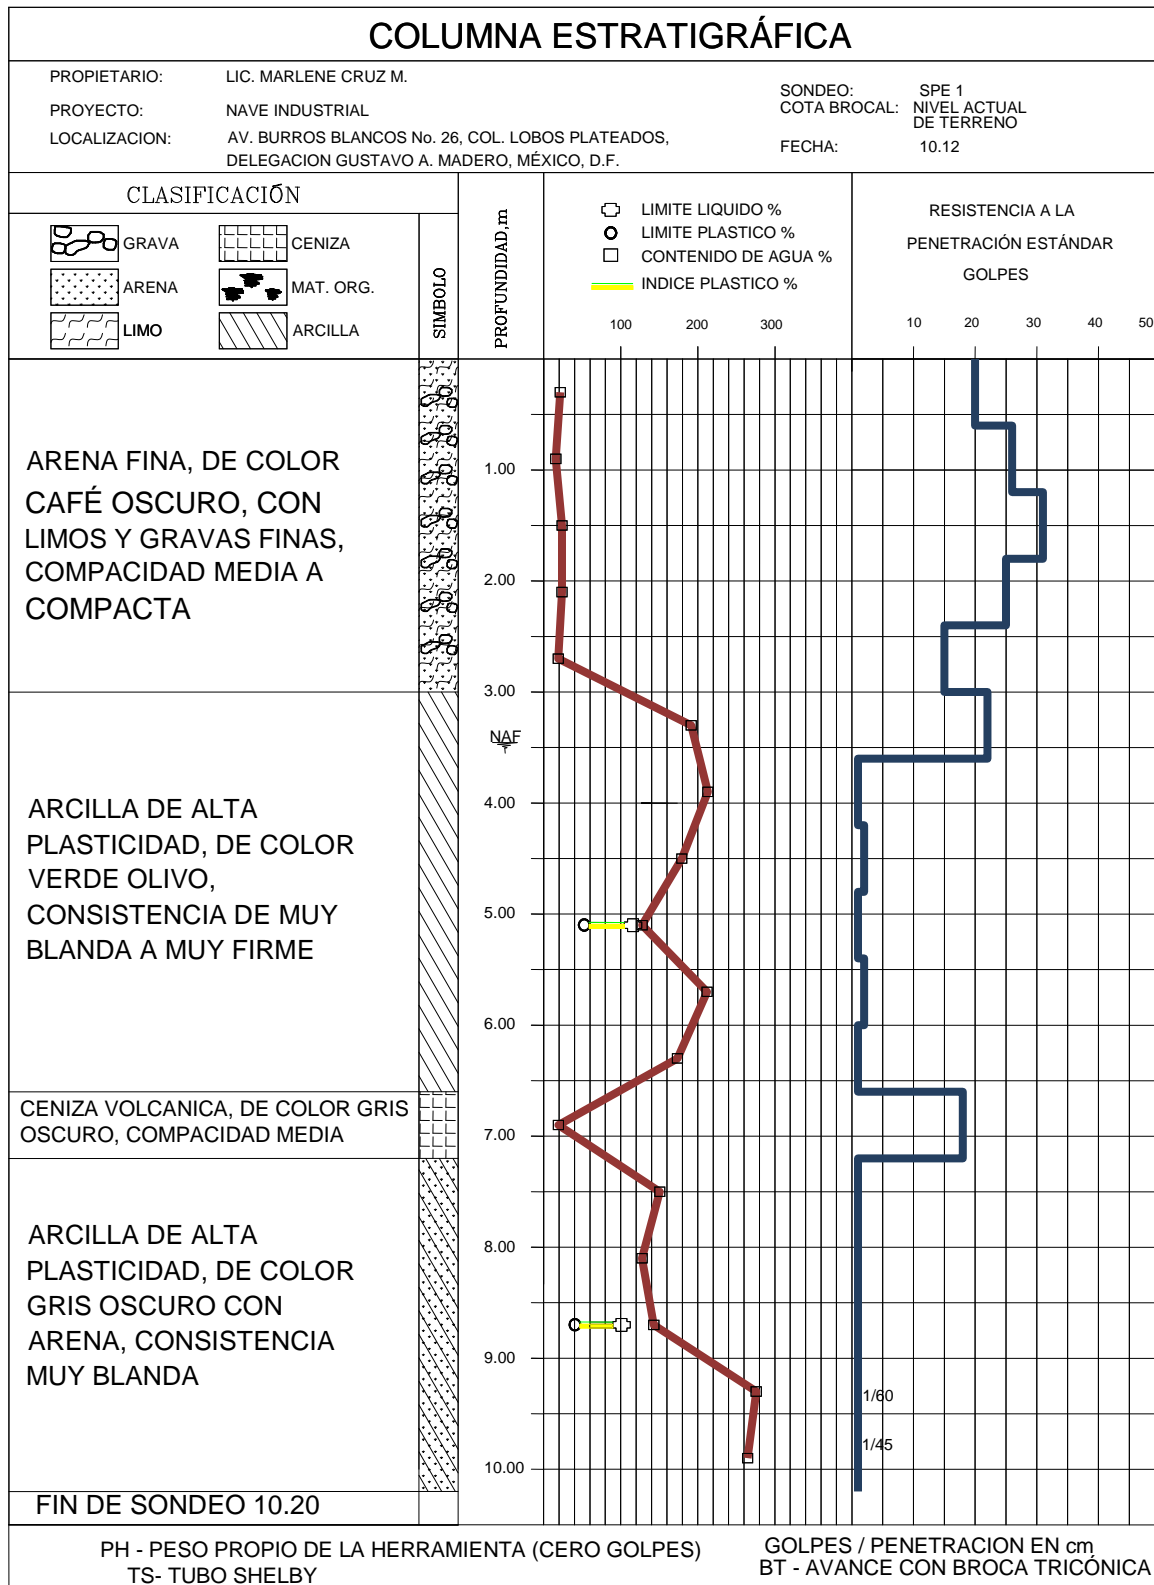 COLUMNA ESTRATIGRÁFICA
PROPIETARIO: LIC. MARLENE CRUZ M.
PROYECTO: NAVE INDUSTRIAL
LOCALIZACION: AV. BURROS BLANCOS No. 26, COL. LOBOS PLATEADOS,
DELEGACION GUSTAVO A. MADERO, MÉXICO, D.F.
SONDEO: SPE 1
COTA BROCAL: NIVEL ACTUAL
DE TERRENO
FECHA: 10.12
CLASIFICACIÓN
GRAVA CENIZA
ARENA MAT. ORG.
LIMO ARCILLA
SIMBOLO
PROFUNDIDAD,m
LIMITE LIQUIDO %
LIMITE PLASTICO %
CONTENIDO DE AGUA %
INDICE PLASTICO %
100 200 300
RESISTENCIA A LA
PENETRACIÓN ESTÁNDAR
GOLPES
10 20 30 40 50
ARENA FINA, DE COLOR
CAFÉ OSCURO, CON
LIMOS Y GRAVAS FINAS,
COMPACIDAD MEDIA A
COMPACTA
1.00
2.00
3.00
NAF
ARCILLA DE ALTA
PLASTICIDAD, DE COLOR
VERDE OLIVO,
CONSISTENCIA DE MUY
BLANDA A MUY FIRME
4.00
5.00
6.00
CENIZA VOLCANICA, DE COLOR GRIS
OSCURO, COMPACIDAD MEDIA
7.00
ARCILLA DE ALTA
PLASTICIDAD, DE COLOR
GRIS OSCURO CON
ARENA, CONSISTENCIA
MUY BLANDA
8.00
9.00
10.00
1/60
1/45
FIN DE SONDEO 10.20
PH - PESO PROPIO DE LA HERRAMIENTA (CERO GOLPES)
TS- TUBO SHELBY
GOLPES / PENETRACION EN cm
BT - AVANCE CON BROCA TRICÓNICA